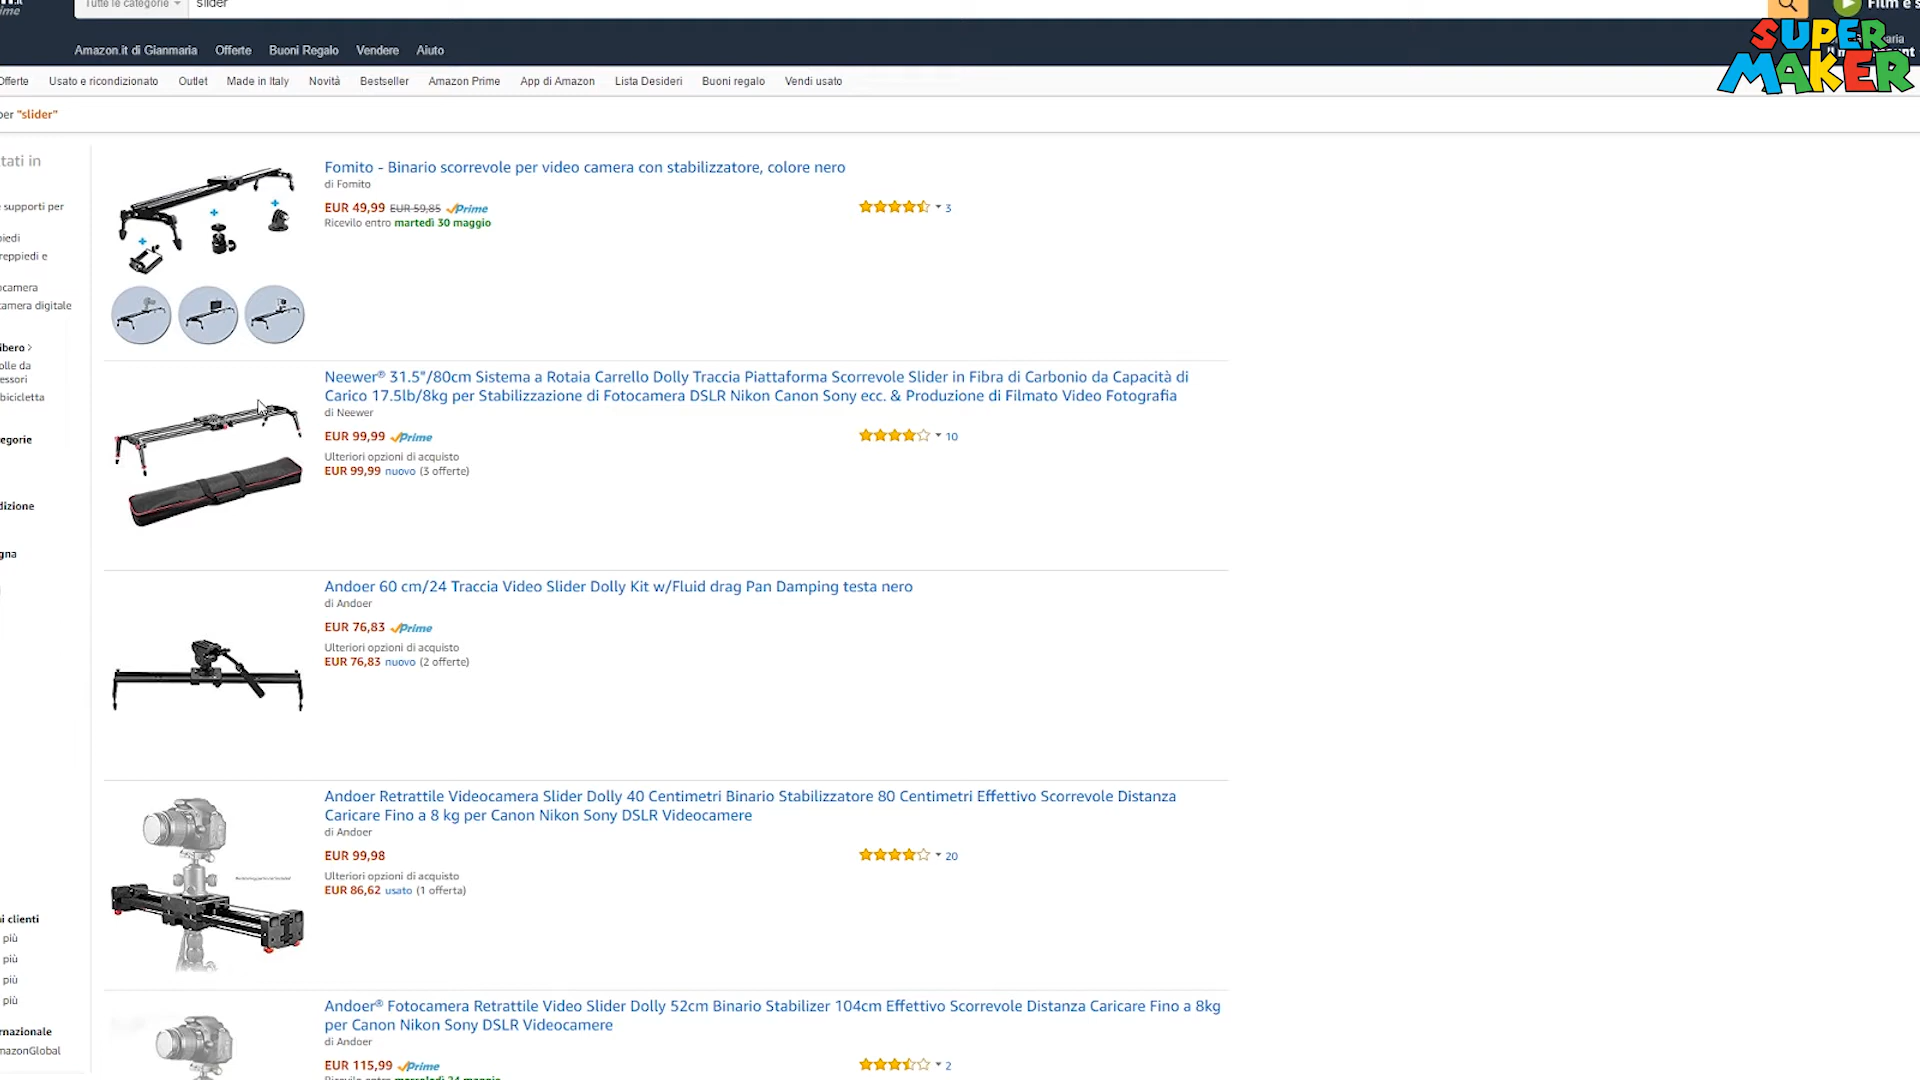 Tutte le categorie
slider
Film e s
Amazon.it di Gianmaria Offerte Buoni Regalo Vendere Aiuto
SUPER
MAKER
Offerte Usato e ricondizionato Outlet Made in Italy Novità Bestseller Amazon Prime App di Amazon Lista Desideri Buoni regalo Vendi usato
per "slider"
tati in
supporti per
iedi
reppiedi e
ocamera
camera digitale
ibero
olle da
essori
bicicletta
egorie
dizione
gna
i clienti
più
più
più
più
rnazionale
mazonGlobal
Fomito - Binario scorrevole per video camera con stabilizzatore, colore nero
di Fomito
EUR 49,99 EUR 59,85 Prime
3
Ricevilo entro martedì 30 maggio
Neewer® 31.5"/80cm Sistema a Rotaia Carrello Dolly Traccia Piattaforma Scorrevole Slider in Fibra di Carbonio da Capacità di
Carico 17.5lb/8kg per Stabilizzazione di Fotocamera DSLR Nikon Canon Sony ecc. & Produzione di Filmato Video Fotografia
di Neewer
EUR 99,99 Prime
10
Ulteriori opzioni di acquisto
EUR 99,99 nuovo (3 offerte)
Andoer 60 cm/24 Traccia Video Slider Dolly Kit w/Fluid drag Pan Damping testa nero
di Andoer
EUR 76,83 Prime
Ulteriori opzioni di acquisto
EUR 76,83 nuovo (2 offerte)
Andoer Retrattile Videocamera Slider Dolly 40 Centimetri Binario Stabilizzatore 80 Centimetri Effettivo Scorrevole Distanza
Caricare Fino a 8 kg per Canon Nikon Sony DSLR Videocamere
di Andoer
EUR 99,98
20
Ulteriori opzioni di acquisto
EUR 86,62 usato (1 offerta)
Andoer® Fotocamera Retrattile Video Slider Dolly 52cm Binario Stabilizer 104cm Effettivo Scorrevole Distanza Caricare Fino a 8kg
per Canon Nikon Sony DSLR Videocamere
di Andoer
EUR 115,99 Prime
2
Ricevilo entro mercoledì 24 maggio